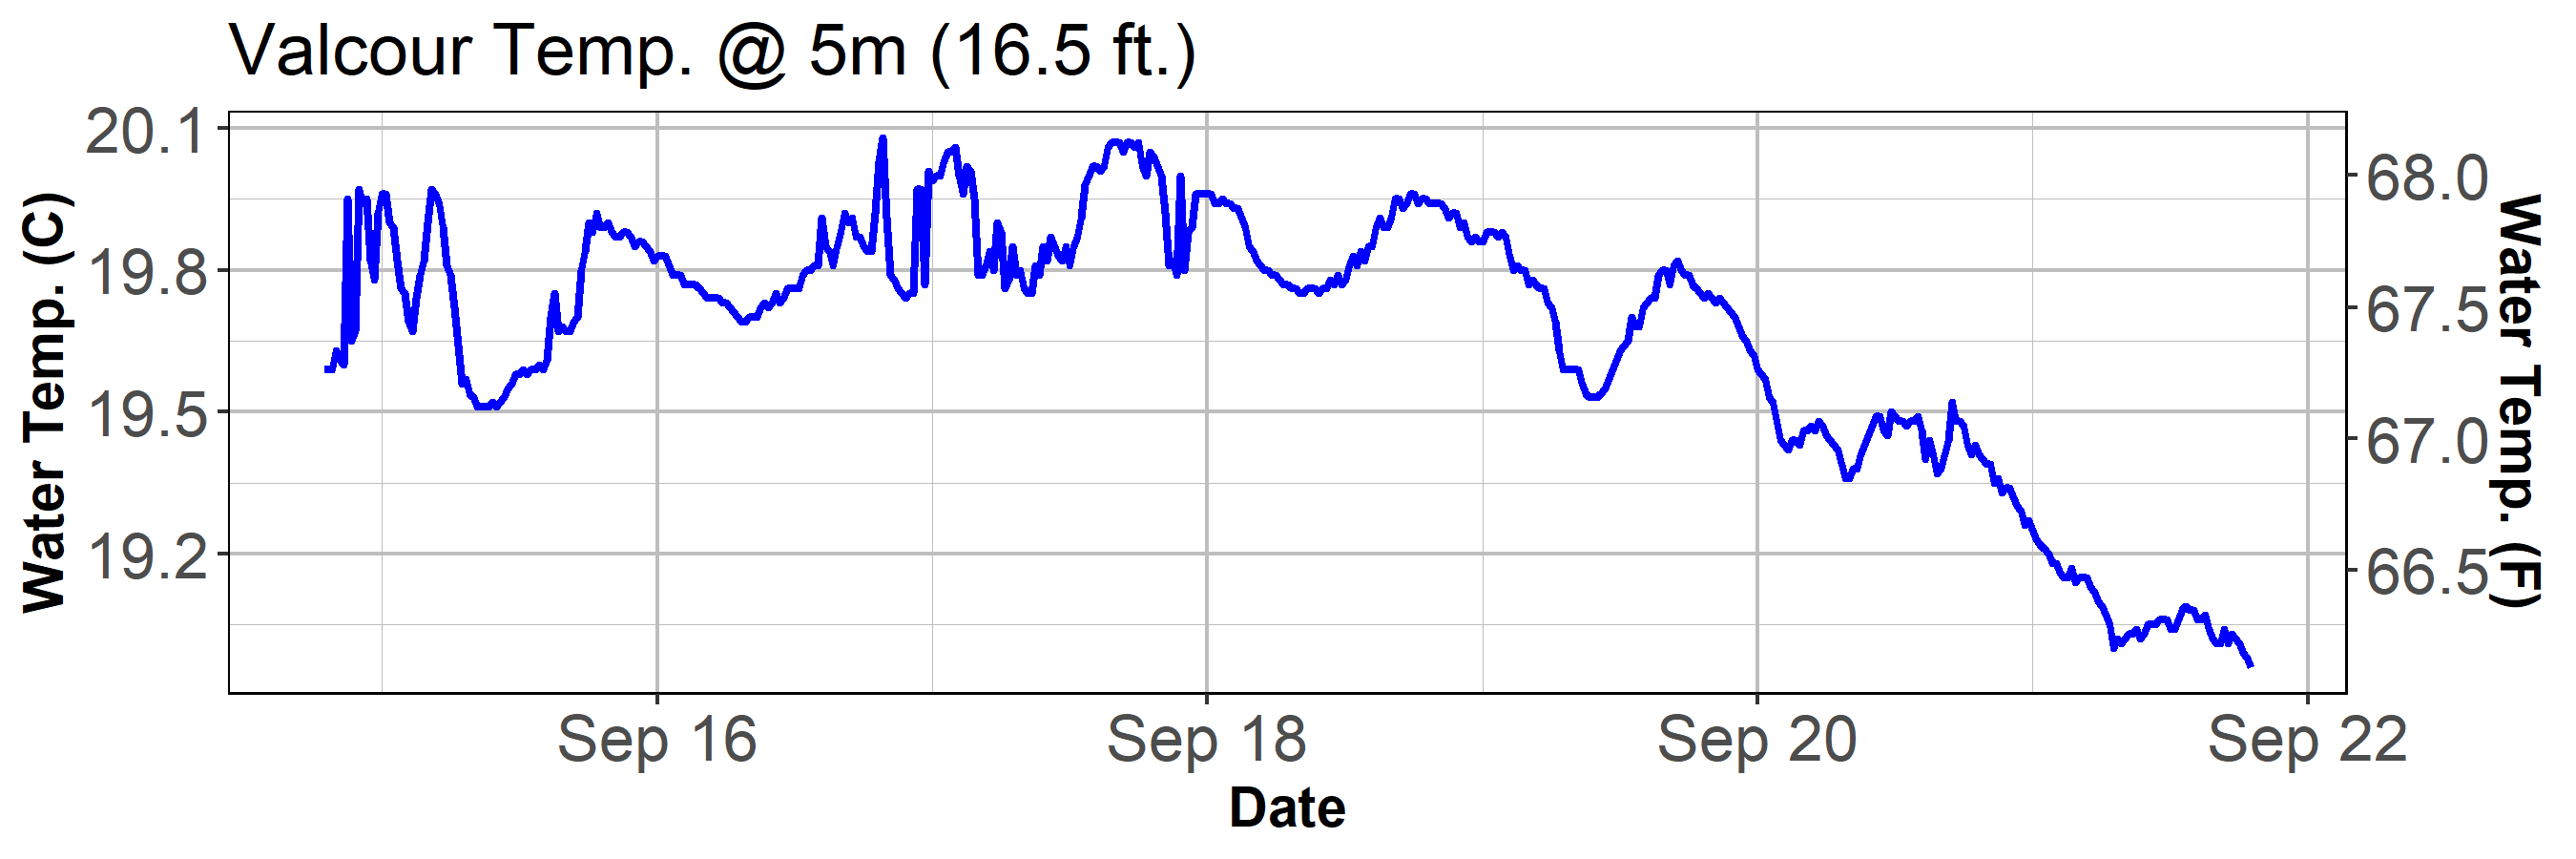 Valcour Temp. @ 5m (16.5 ft.)
Water Temp. (C)
20.1
19.8
19.5
19.2
68.0
67.5
67.0
66.5
Water Temp. (F)
Sep 16
Sep 18
Sep 20
Sep 22
Date